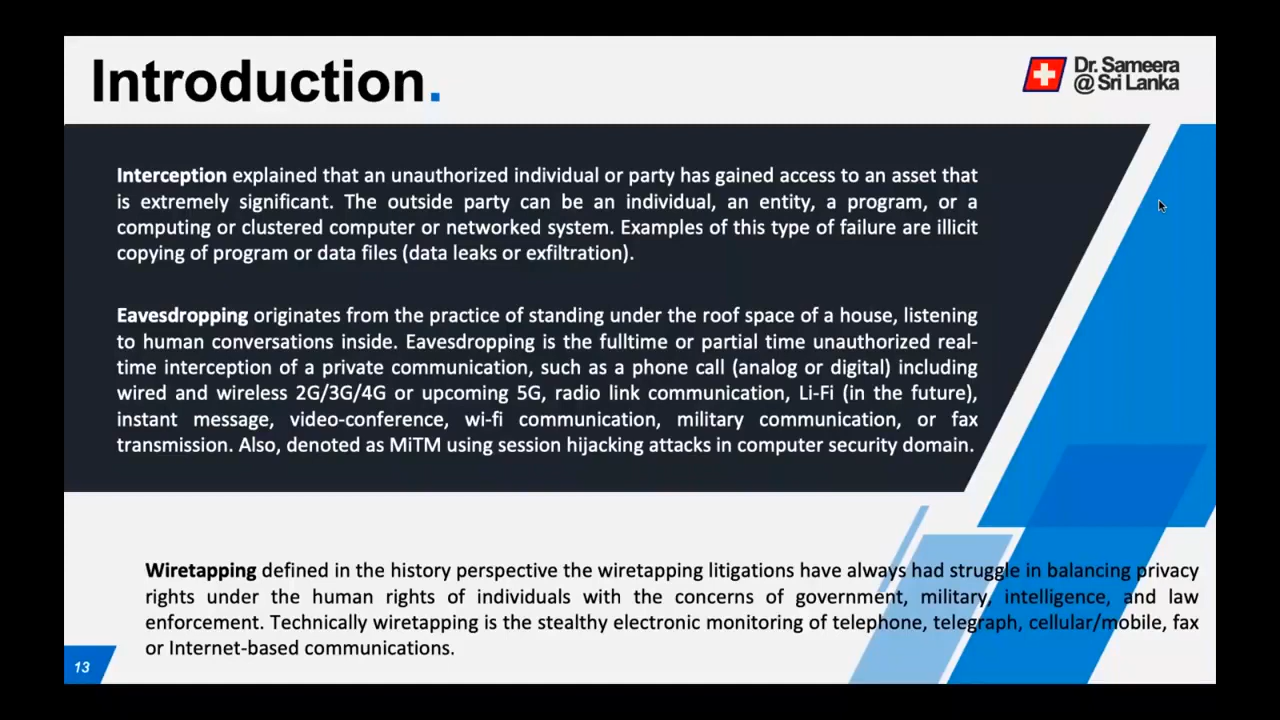 Introduction.
Dr. Sameera
@ Sri Lanka
Interception explained that an unauthorized individual or party has gained access to an asset that
is extremely significant. The outside party can be an individual, an entity, a program, or a
computing or clustered computer or networked system. Examples of this type of failure are illicit
copying of program or data files (data leaks or exfiltration).
Eavesdropping originates from the practice of standing under the roof space of a house, listening
to human conversations inside. Eavesdropping is the fulltime or partial time unauthorized real-
time interception of a private communication, such as a phone call (analog or digital) including
wired and wireless 2G/3G/4G or upcoming 5G, radio link communication, Li-Fi (in the future),
instant message, video-conference, wi-fi communication, military communication, or fax
transmission. Also, denoted as MiTM using session hijacking attacks in computer security domain.
Wiretapping defined in the history perspective the wiretapping litigations have always had struggle in balancing privacy
rights under the human rights of individuals with the concerns of government, military, intelligence, and law
enforcement. Technically wiretapping is the stealthy electronic monitoring of telephone, telegraph, cellular/mobile, fax
or Internet-based communications.
13